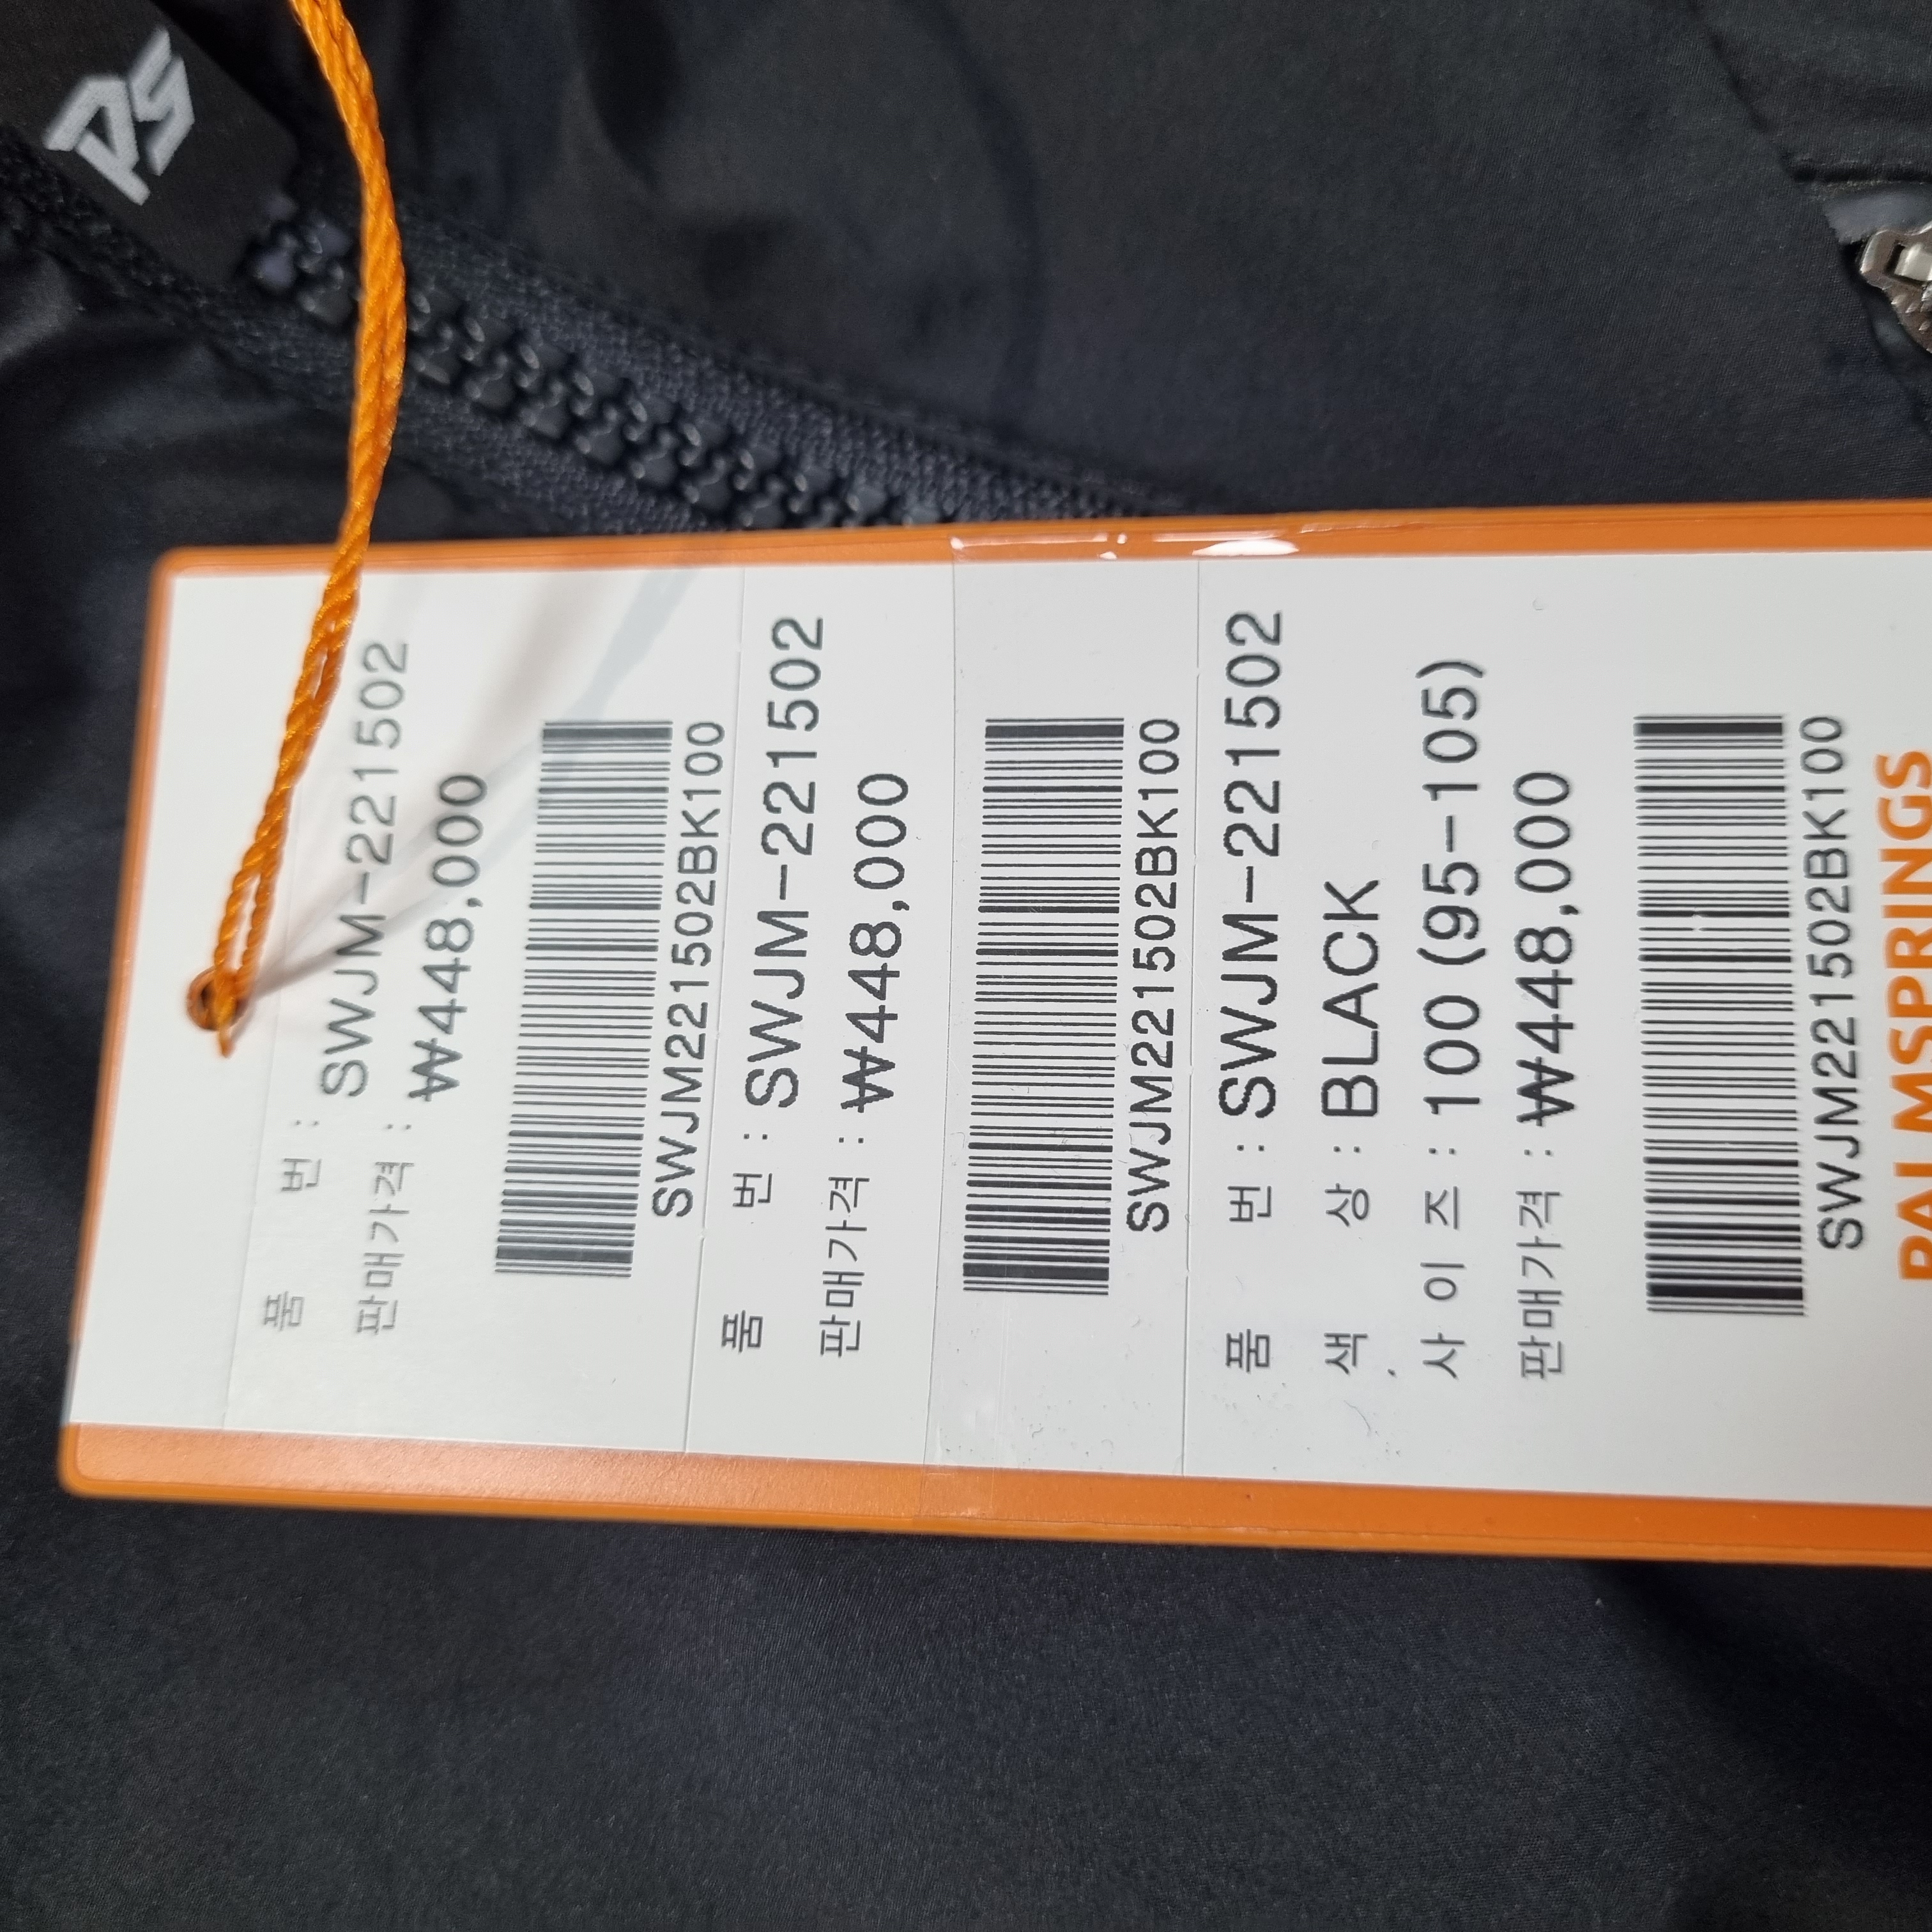 PS
품 번 : SWJM-221502
판매가격 : ₩448,000
SWJM221502BK100
품 번 : SWJM-221502
판매가격 : ₩448,000
SWJM221502BK100
품 번 : SWJM-221502
색 상 : BLACK
사 이 즈 : 100 (95-105)
판매가격 : ₩448,000
SWJM221502BK100
PALMSPRINGS